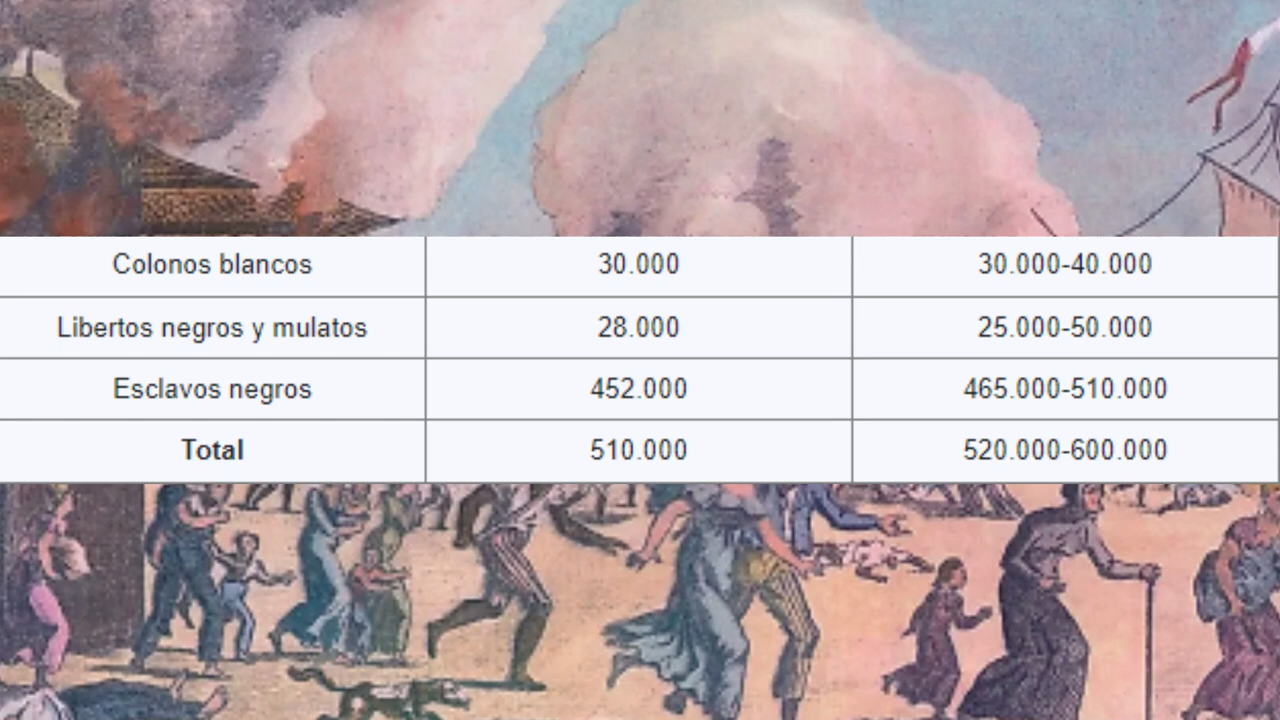 Colonos blancos 30.000 30.000-40.000
Libertos negros y mulatos 28.000 25.000-50.000
Esclavos negros 452.000 465.000-510.000
Total 510.000 520.000-600.000